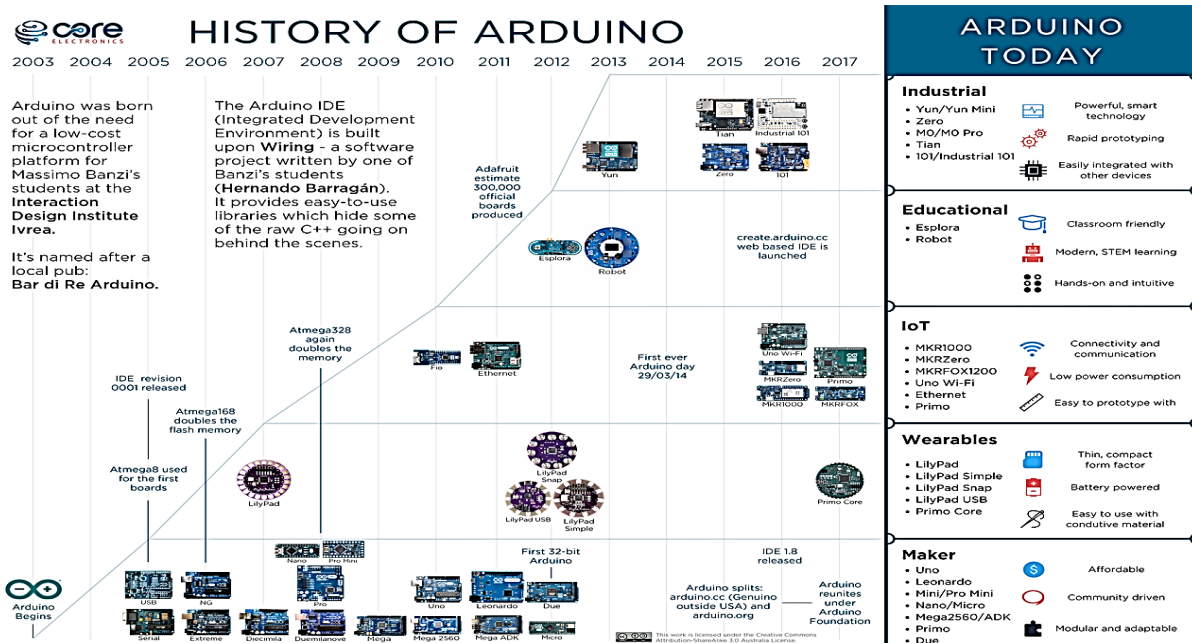 core
ELECTRONICS
HISTORY OF ARDUINO
2003 2004 2005 2006 2007 2008 2009 2010 2011 2012 2013 2014 2015 2016 2017
Arduino was born
out of the need
for a low-cost
microcontroller
platform for
Massimo Banzi's
students at the
Interaction
Design Institute
Ivrea.
It's named after a
local pub:
Bar di Re Arduino.
The Arduino IDE
(Integrated Development
Environment) is built
upon Wiring - a software
project written by one of
Banzi's students
(Hernando Barragán).
It provides easy-to-use
libraries which hide some
of the raw C++ going on
behind the scenes.
Adafruit
estimate
300,000
official
boards
produced
Yun
Tian
Industrial 101
Zero
101
Esplora
Robot
create.arduino.cc
web based IDE is
launched
Atmega328
again
doubles the
memory
Fio
Ethernet
First ever
Arduino day
29/03/14
Uno Wi-Fi
MKRZero
Primo
MKR1000
MKRFOX
IDE revision
0001 released
Atmega168
doubles the
flash memory
Atmega8 used
for the first
boards
LilyPad
LilyPad
Snap
LilyPad USB
LilyPad
Simple
Primo Core
Arduino
Begins
USB
NG
Nano
Pro Mini
Pro
Uno
Leonardo
First 32-bit
Arduino
Due
Serial
Extreme
Diecimila
Duemilanove
Mega
Mega 2560
Mega ADK
Micro
IDE 1.8
released
Arduino splits:
arduino.cc (Genuino
outside USA) and
arduino.org
Arduino
reunites
under
Arduino
Foundation
This work is licensed under the Creative Commons
Attribution-ShareAlike 3.0 Australia License.
ARDUINO
TODAY
Industrial
• Yun/Yun Mini
• Zero
• M0/M0 Pro
• Tian
• 101/Industrial 101
Powerful, smart
technology
Rapid prototyping
Easily integrated with
other devices
Educational
• Esplora
• Robot
Classroom friendly
Modern, STEM learning
Hands-on and intuitive
IoT
• MKR1000
• MKRZero
• MKRFOX1200
• Uno Wi-Fi
• Ethernet
• Primo
Connectivity and
communication
Low power consumption
Easy to prototype with
Wearables
• LilyPad
• LilyPad Simple
• LilyPad Snap
• LilyPad USB
• Primo Core
Thin, compact
form factor
Battery powered
Easy to use with
condutive material
Maker
• Uno
• Leonardo
• Mini/Pro Mini
• Nano/Micro
• Mega2560/ADK
• Primo
• Due
Affordable
Community driven
Modular and adaptable